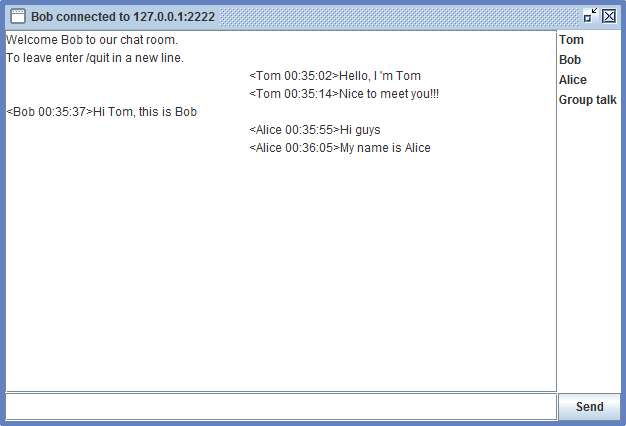 Bob connected to 127.0.0.1:2222
Welcome Bob to our chat room.
To leave enter /quit in a new line.
<Tom 00:35:02>Hello, I 'm Tom
<Tom 00:35:14>Nice to meet you!!!
<Bob 00:35:37>Hi Tom, this is Bob
<Alice 00:35:55>Hi guys
<Alice 00:36:05>My name is Alice
Tom
Bob
Alice
Group talk
Send